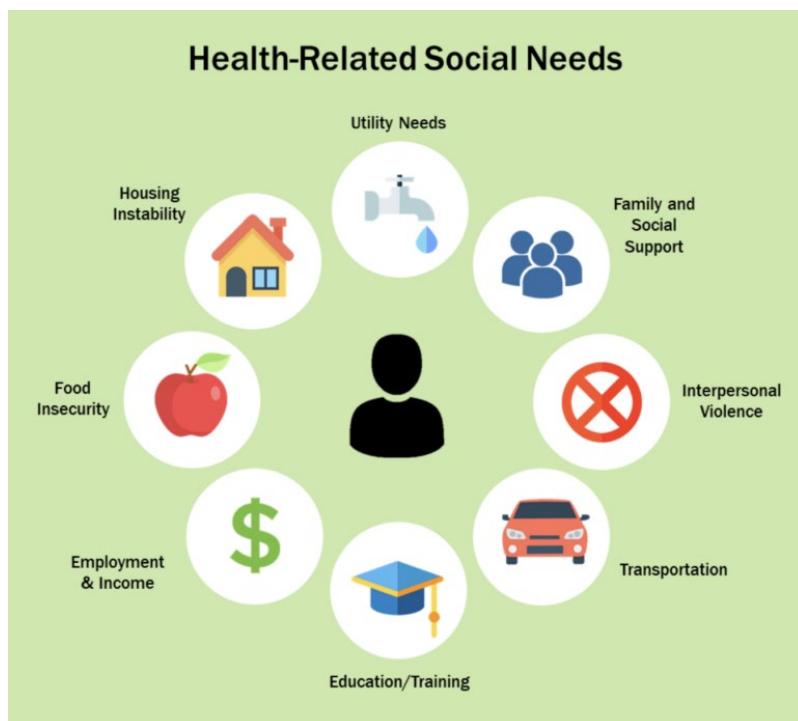 Health-Related Social Needs
Utility Needs
Housing
Instability
Family and
Social
Support
Food
Insecurity
Interpersonal
Violence
Employment
& Income
Transportation
Education/Training